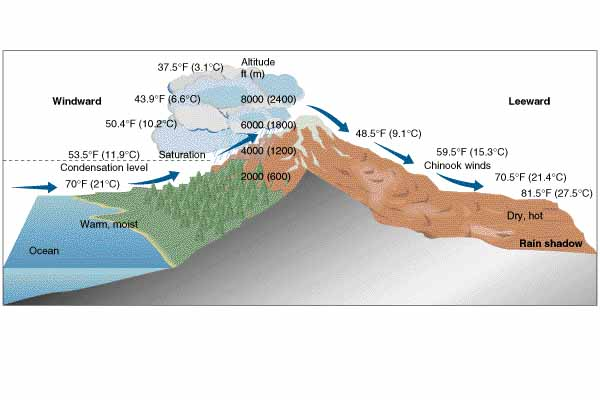 37.5°F (3.1°C)
Altitude
ft (m)
Windward
43.9°F (6.6°C)
8000 (2400)
Leeward
50.4°F (10.2°C)
6000 (1800)
48.5°F (9.1°C)
53.5°F (11.9°C)
Saturation
4000 (1200)
59.5°F (15.3°C)
Condensation level
Chinook winds
70°F (21°C)
2000 (600)
70.5°F (21.4°C)
81.5°F (27.5°C)
Warm, moist
Dry, hot
Ocean
Rain shadow